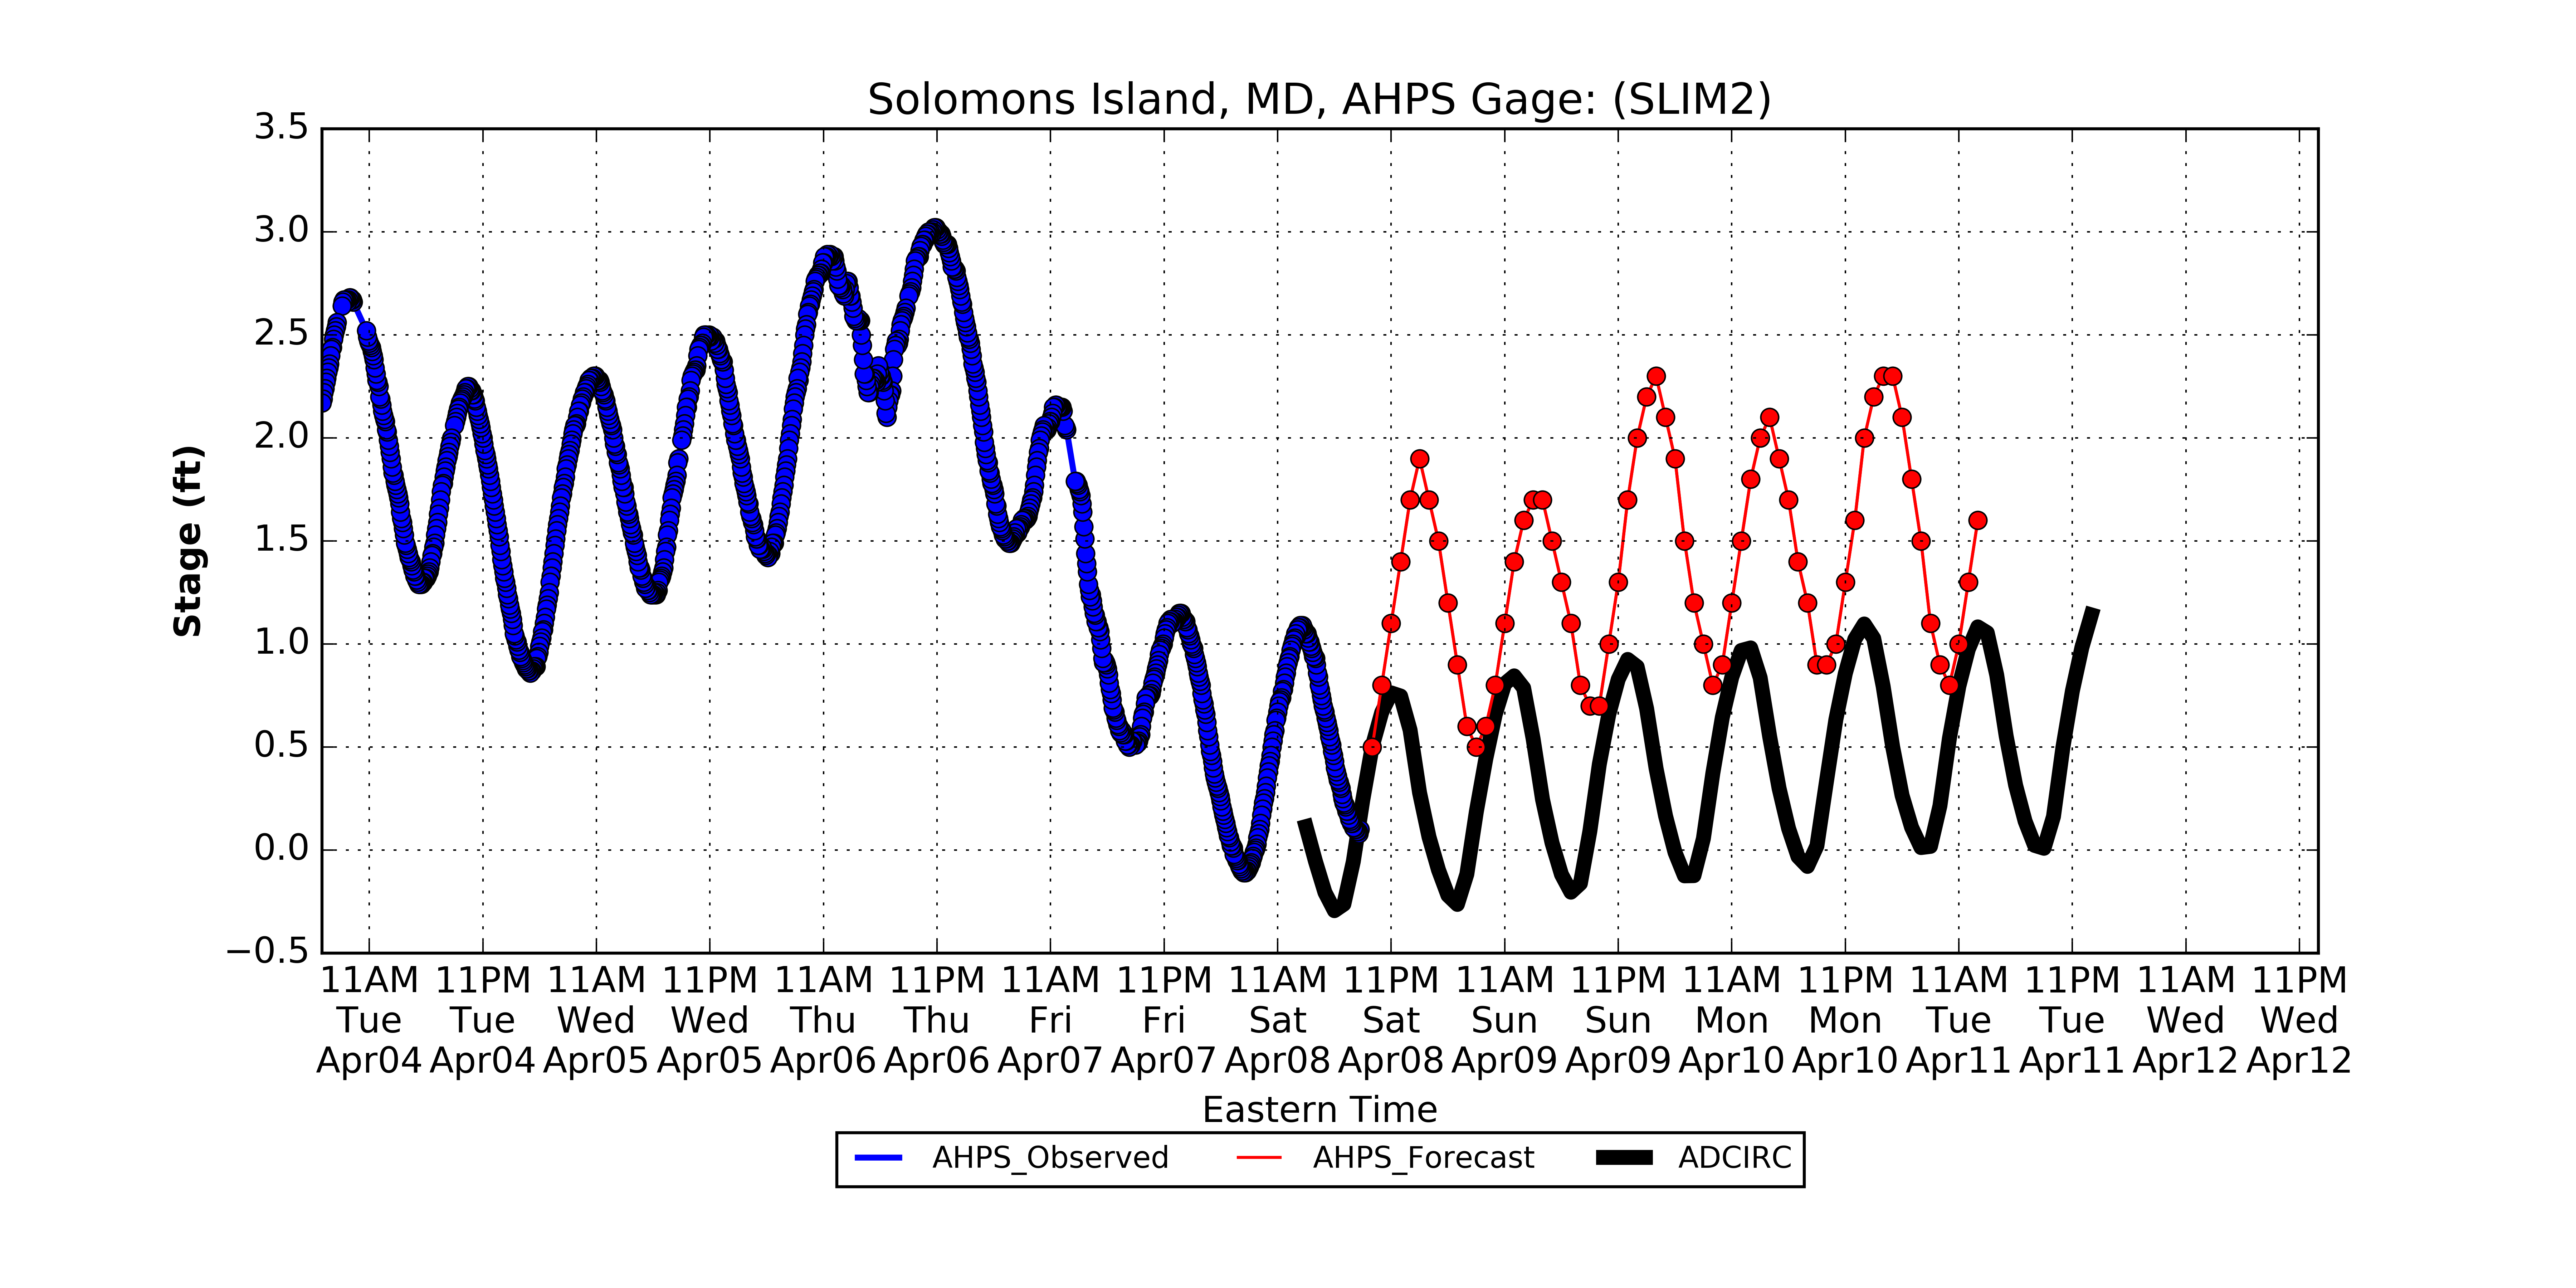 Solomons Island, MD, AHPS Gage: (SLIM2)
3.5
3.0
2.5
2.0
1.5
1.0
0.5
0.0
−0.5
Stage (ft)
11AM 11PM 11AM 11PM 11AM 11PM 11AM 11PM 11AM 11PM 11AM 11PM 11AM 11PM 11AM 11PM 11AM 11PM
Tue Tue Wed Wed Thu Thu Fri Fri Sat Sat Sun Sun Mon Mon Tue Tue Wed Wed
Apr04 Apr04 Apr05 Apr05 Apr06 Apr06 Apr07 Apr07 Apr08 Apr08 Apr09 Apr09 Apr10 Apr10 Apr11 Apr11 Apr12 Apr12
Eastern Time
AHPS_Observed AHPS_Forecast ADCIRC